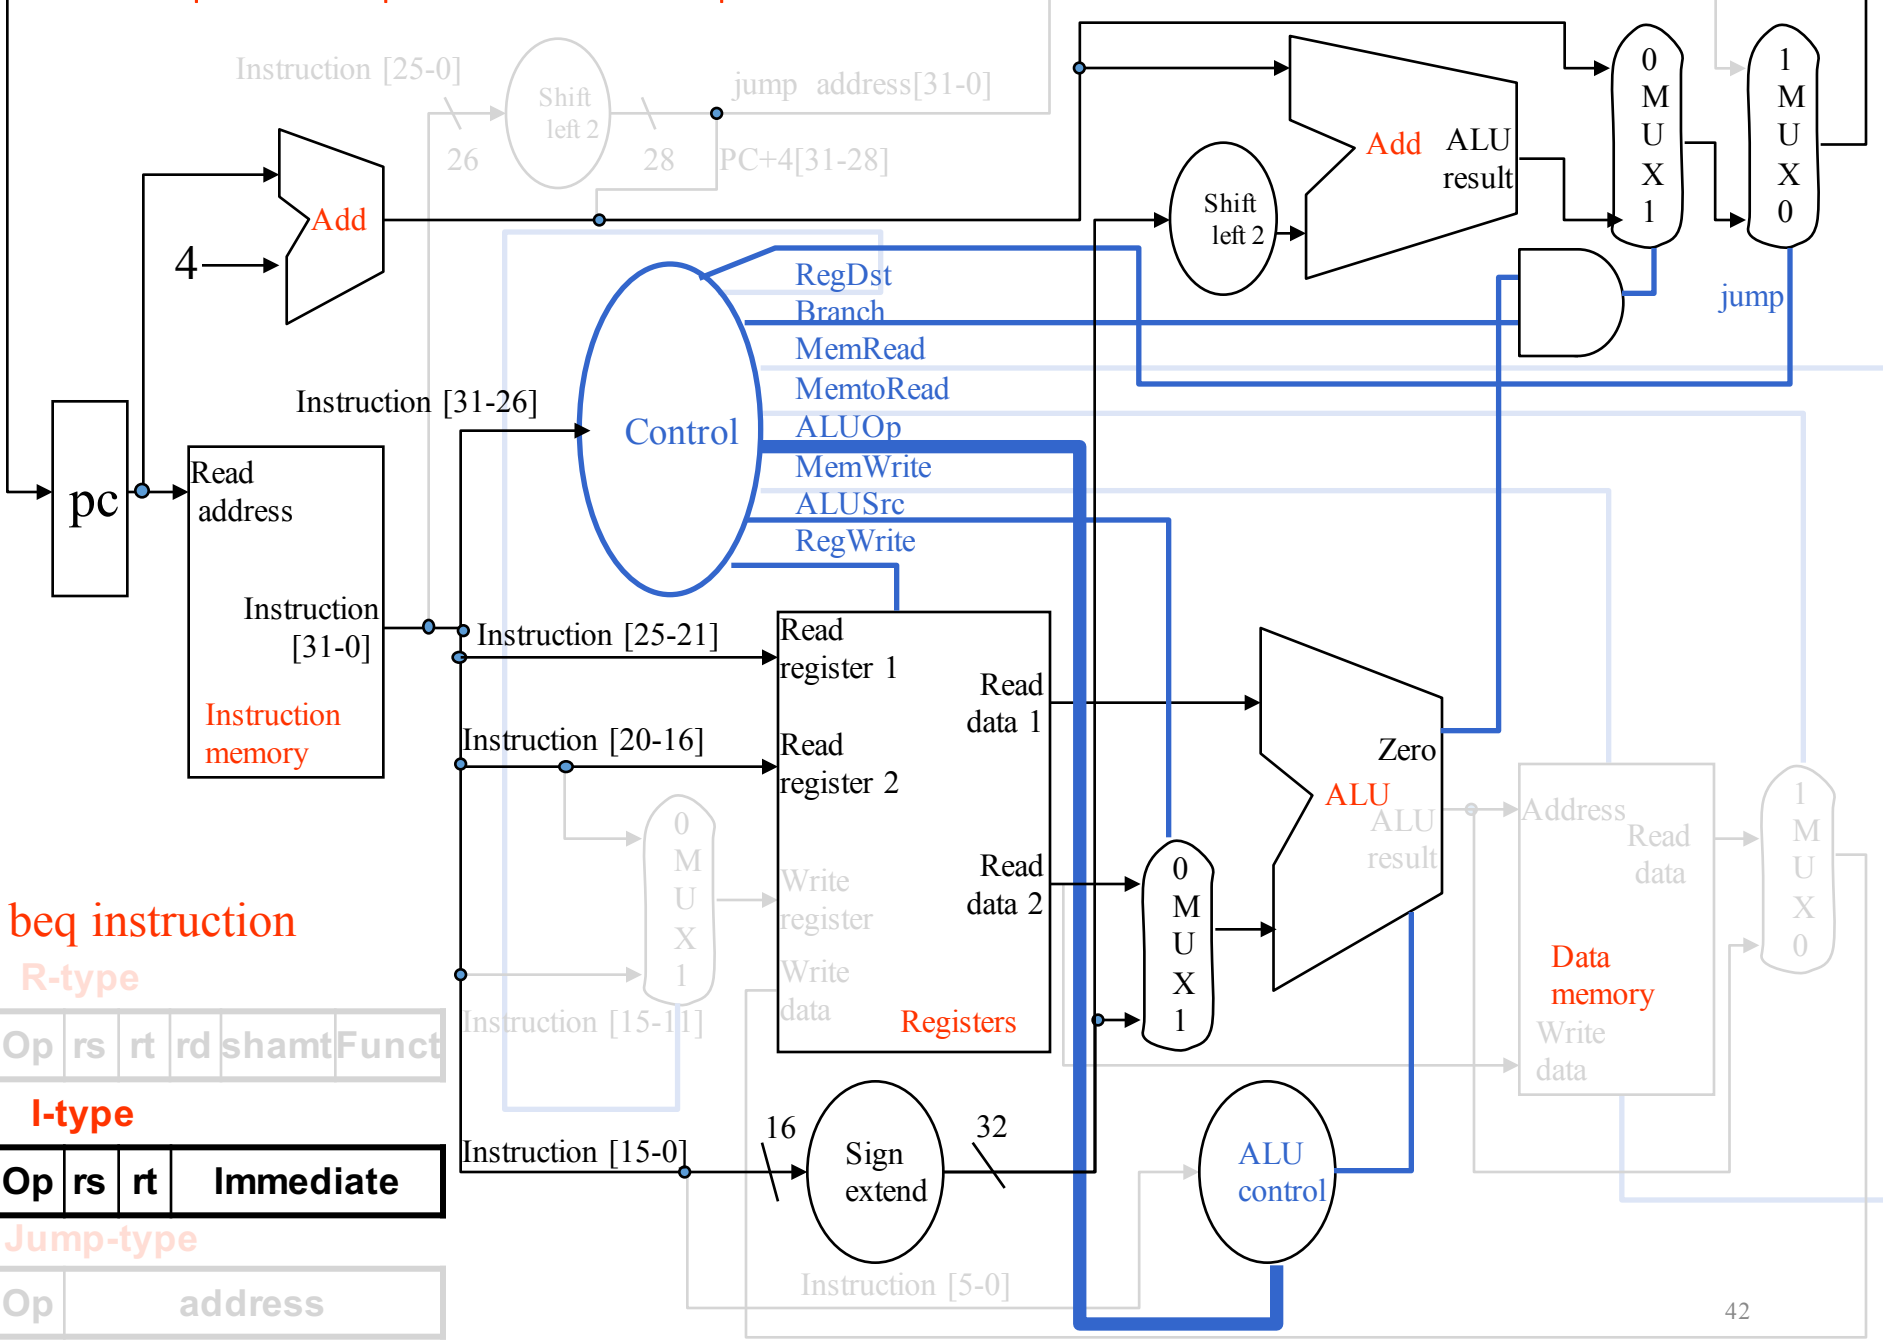 Instruction [25-0]
Shift
left 2
jump address[31-0]
26
28
PC+4[31-28]
Add
4
Shift
left 2
Add
ALU
result
0
M
U
X
1
1
M
U
X
0
RegDst
Branch
MemRead
MemtoRead
ALUOp
MemWrite
ALUSrc
RegWrite
jump
Instruction [31-26]
Control
pc
Read
address
Instruction
[31-0]
Instruction
memory
Instruction [25-21]
Instruction [20-16]
0
M
U
X
1
Instruction [15-11]
Read
register 1
Read
register 2
Write
register
Write
data
Read
data 1
Read
data 2
Registers
0
M
U
X
1
Zero
ALU
ALU
result
Address
Read
data
Data
memory
Write
data
1
M
U
X
0
Instruction [15-0]
16
Sign
extend
32
ALU
control
Instruction [5-0]
beq instruction
R-type
Op rs rt rd shamt Funct
I-type
Op rs rt Immediate
Jump-type
Op address
42